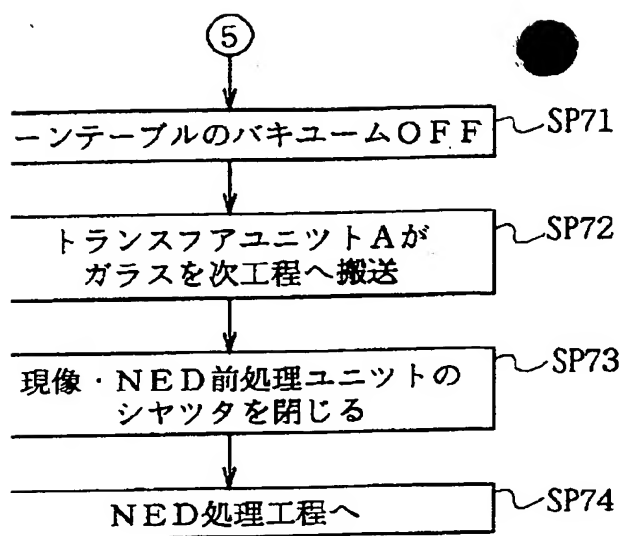 5
ーンテーブルのバキユームOFF
SP71
トランスフアユニットAが
ガラスを次工程へ搬送
SP72
現像・NED前処理ユニットの
シヤツタを閉じる
SP73
NED処理工程へ
SP74